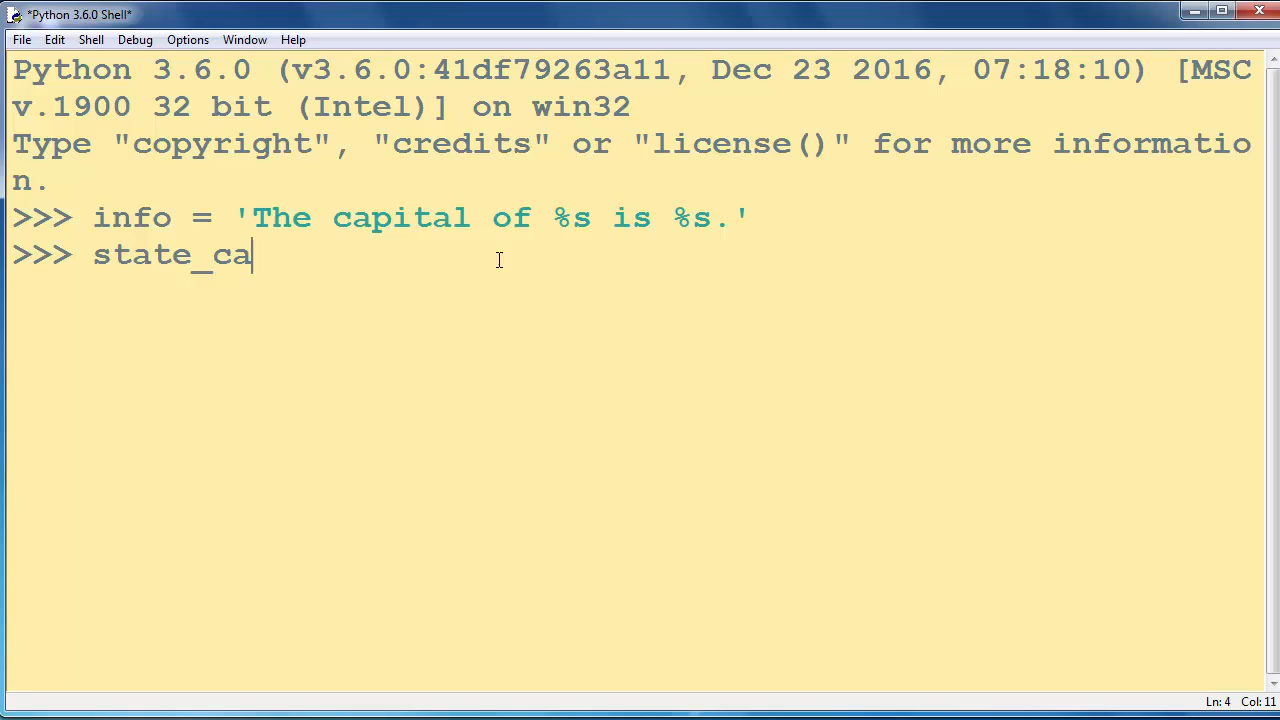 *Python 3.6.0 Shell*
File Edit Shell Debug Options Window Help
Python 3.6.0 (v3.6.0:41df79263a11, Dec 23 2016, 07:18:10) [MSC
v.1900 32 bit (Intel)] on win32
Type "copyright", "credits" or "license()" for more informatio
n.
>>> info = 'The capital of %s is %s.'
>>> state_ca
Ln: 4 Col: 11